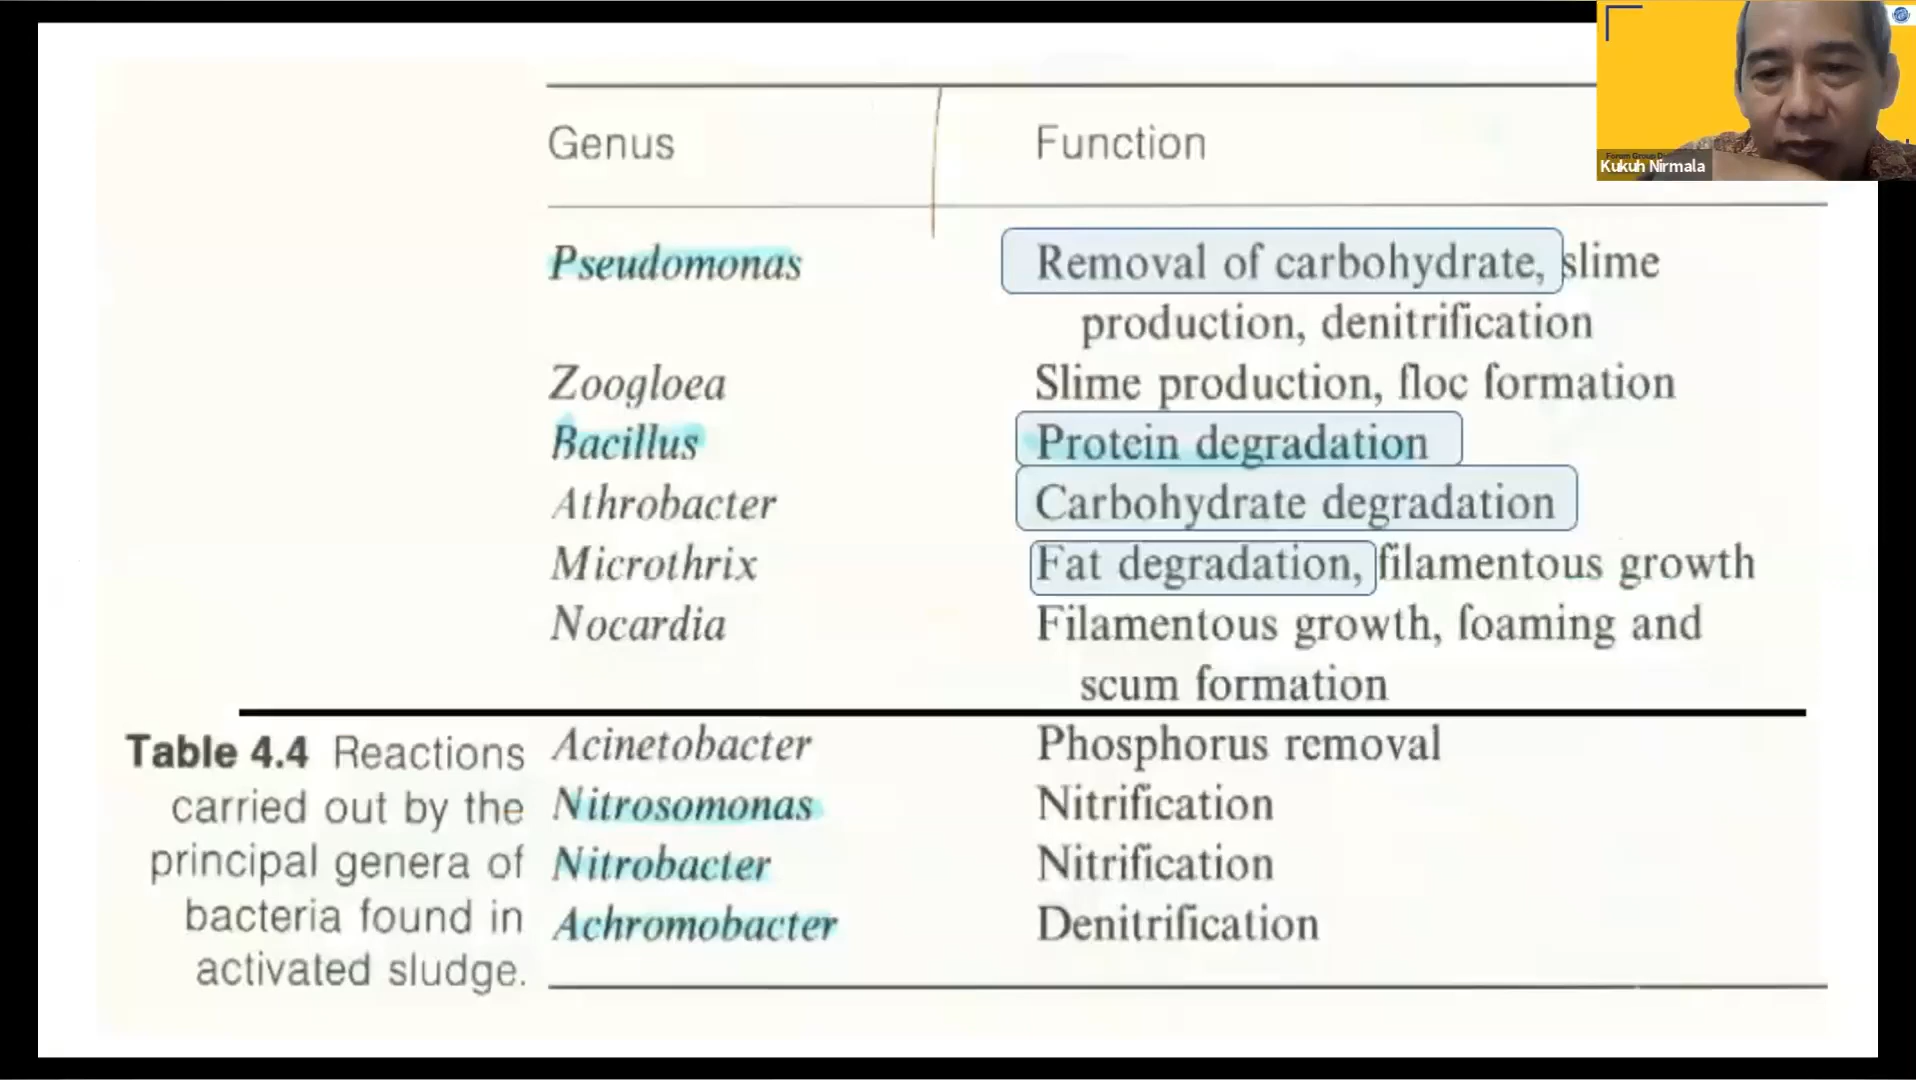 Genus Function
Pseudomonas Removal of carbohydrate, slime
production, denitrification
Zoogloea Slime production, floc formation
Bacillus Protein degradation
Athrobacter Carbohydrate degradation
Microthrix Fat degradation, filamentous growth
Nocardia Filamentous growth, foaming and
scum formation
Table 4.4 Reactions
carried out by the
principal genera of
bacteria found in
activated sludge.
Acinetobacter Phosphorus removal
Nitrosomonas Nitrification
Nitrobacter Nitrification
Achromobacter Denitrification
Kukuh Nirmala